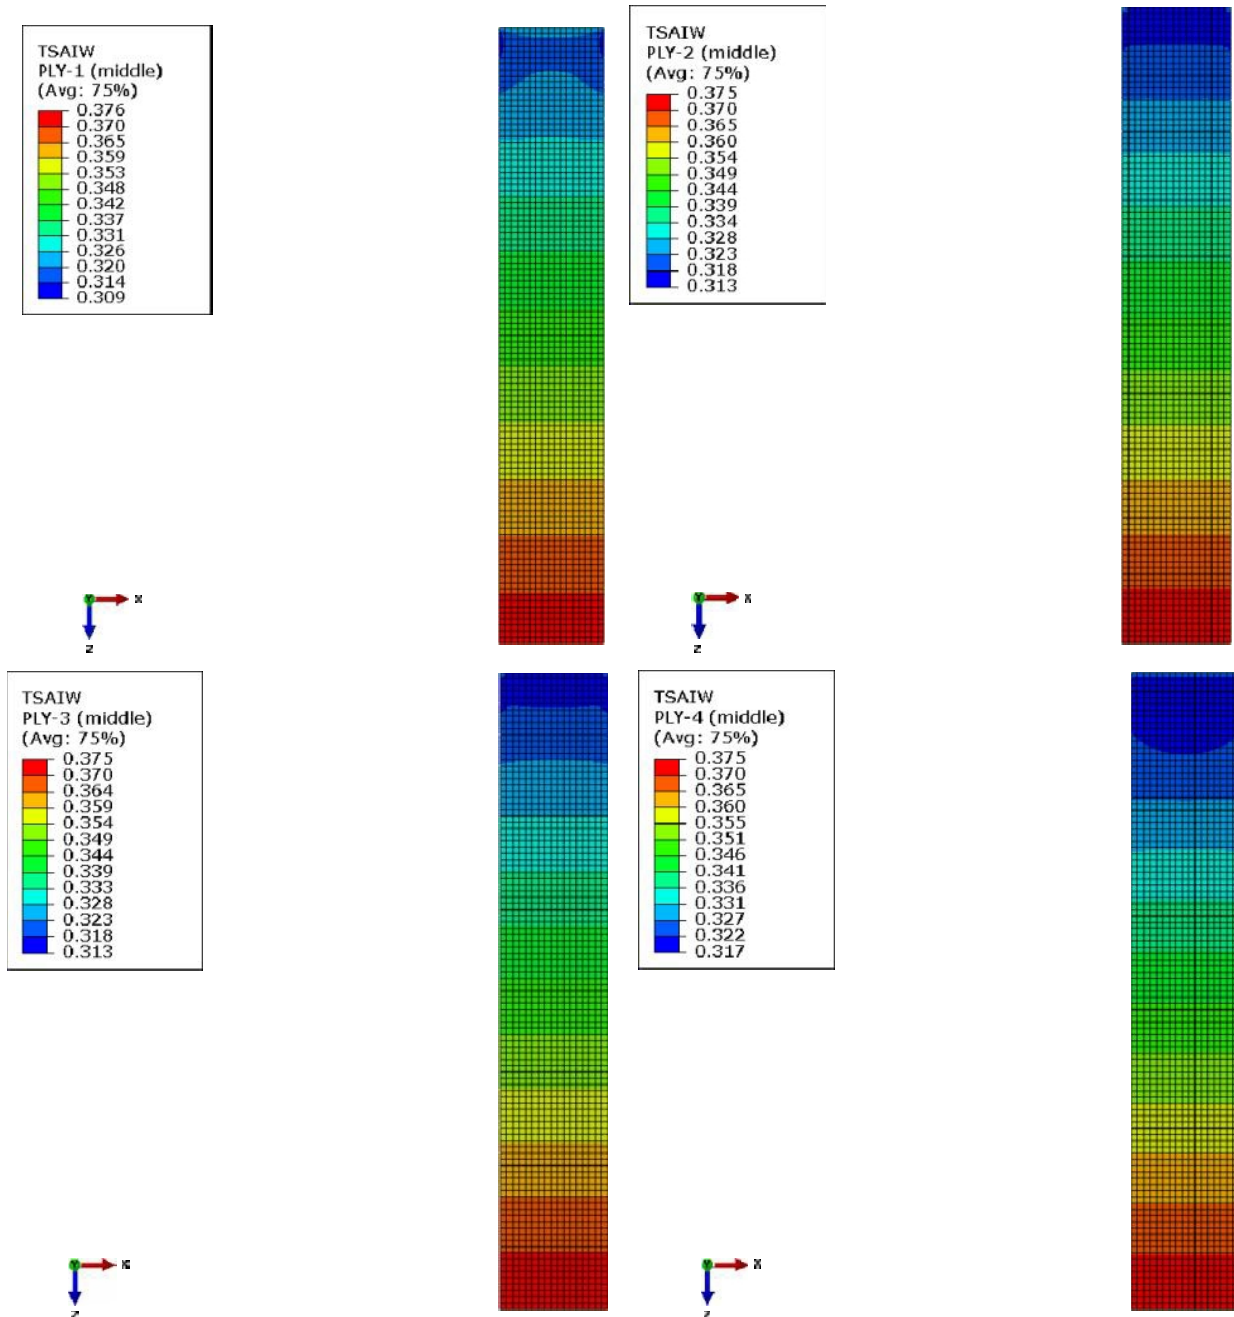 TSAIW
PLY-1 (middle)
(Avg: 75%)
0.376
0.370
0.365
0.359
0.353
0.348
0.342
0.337
0.331
0.326
0.320
0.314
0.309
Y
X
Z
TSAIW
PLY-2 (middle)
(Avg: 75%)
0.375
0.370
0.365
0.360
0.354
0.349
0.344
0.339
0.334
0.328
0.323
0.318
0.313
Y
X
Z
TSAIW
PLY-3 (middle)
(Avg: 75%)
0.375
0.370
0.364
0.359
0.354
0.349
0.344
0.339
0.333
0.328
0.323
0.318
0.313
Y
X
Z
TSAIW
PLY-4 (middle)
(Avg: 75%)
0.375
0.370
0.365
0.360
0.355
0.351
0.346
0.341
0.336
0.331
0.327
0.322
0.317
Y
X
Z